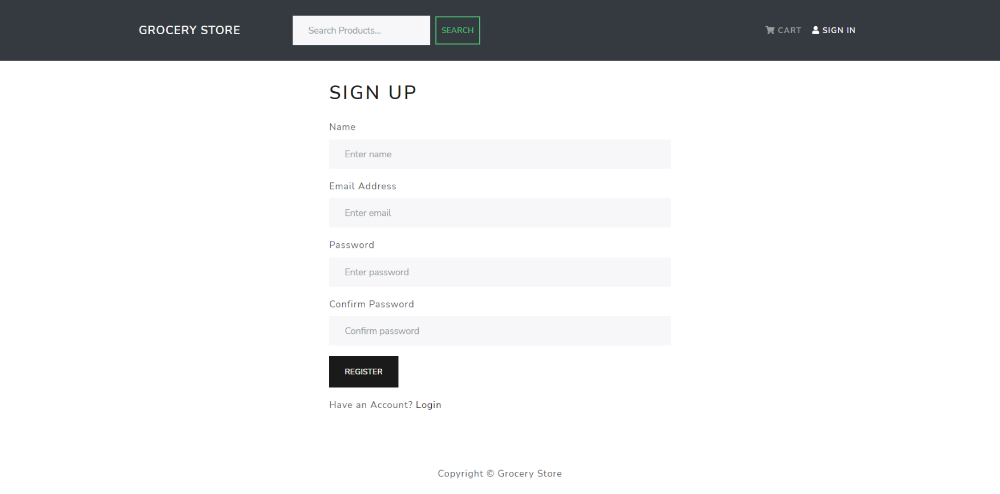 GROCERY STORE
Search Products...
SEARCH
CART
SIGN IN
SIGN UP
Name
Enter name
Email Address
Enter email
Password
Enter password
Confirm Password
Confirm password
REGISTER
Have an Account? Login
Copyright © Grocery Store